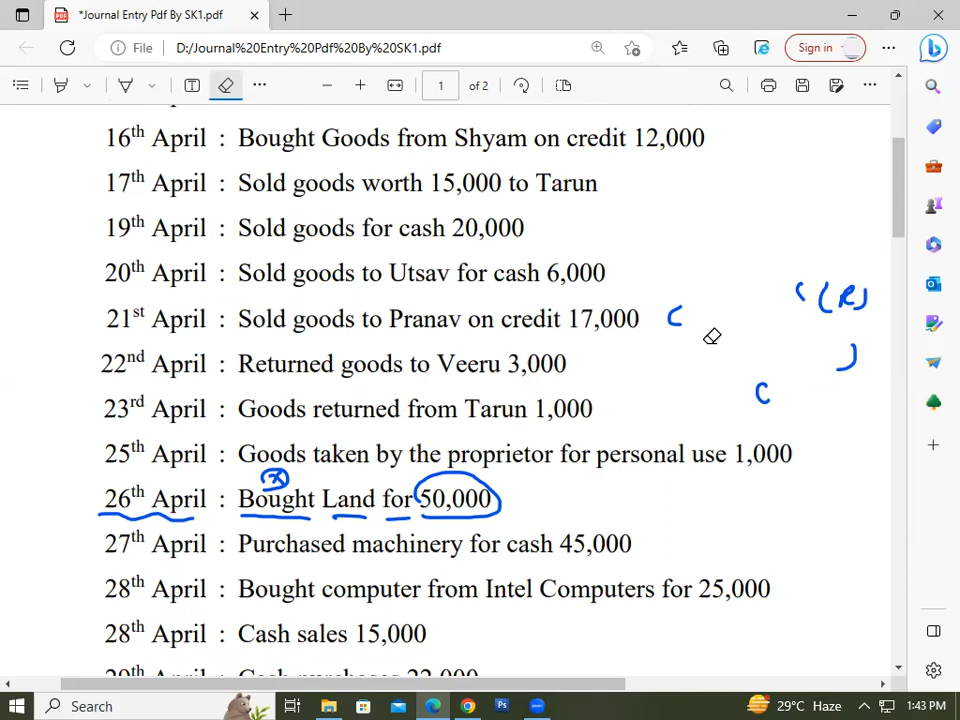 *Journal Entry Pdf By SK1.pdf
File D:/Journal%20Entry%20Pdf%20By%20SK1.pdf Sign in
1 of 2
16th April : Bought Goods from Shyam on credit 12,000
17th April : Sold goods worth 15,000 to Tarun
19th April : Sold goods for cash 20,000
20th April : Sold goods to Utsav for cash 6,000
(R)
21st April : Sold goods to Pranav on credit 17,000
22nd April : Returned goods to Veeru 3,000
23rd April : Goods returned from Tarun 1,000
25th April : Goods taken by the proprietor for personal use 1,000
26th April : Bought Land for 50,000
27th April : Purchased machinery for cash 45,000
28th April : Bought computer from Intel Computers for 25,000
28th April : Cash sales 15,000
29th April : Cash purchases 22,000
Search 29°C Haze 1:43 PM